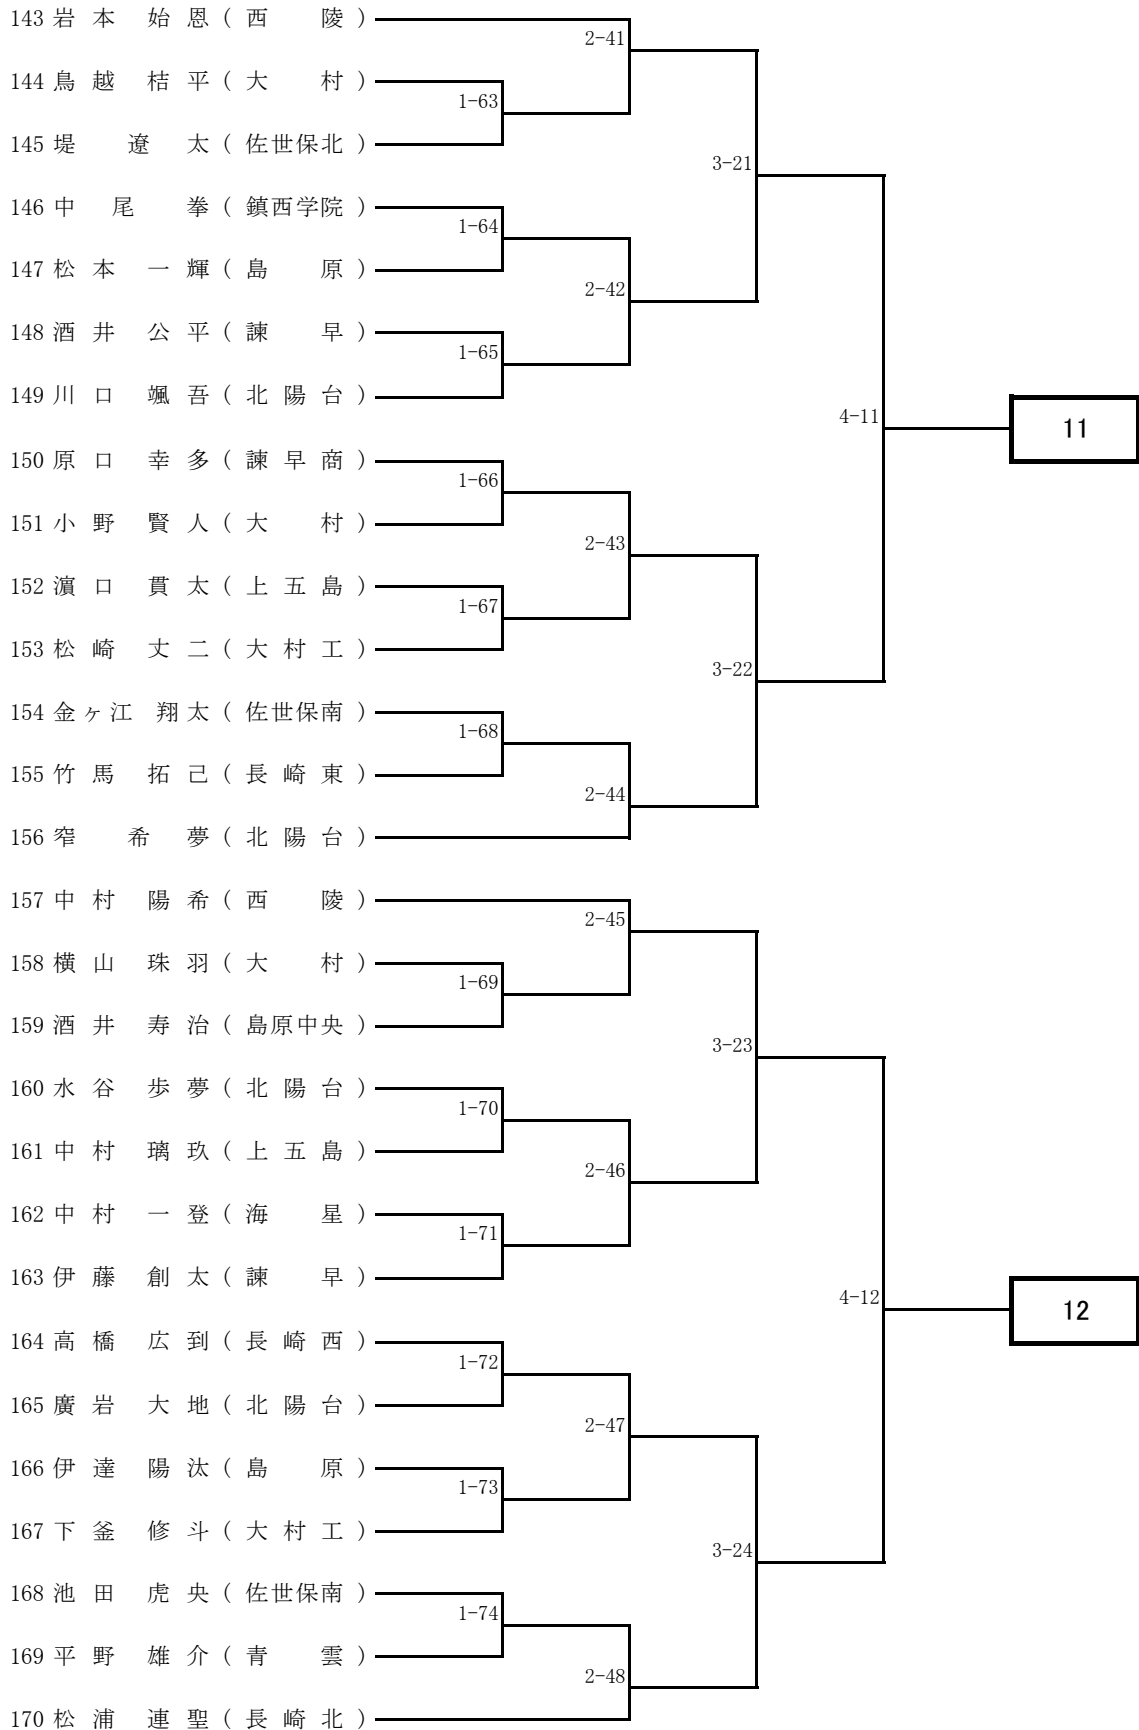 143 岩本 始恩 (西陵)
2-41
144 鳥越 桔平 (大村)
1-63
145 堤 遼太 (佐世保北)
3-21
146 中尾 拳 (鎮西学院)
1-64
147 松本 一輝 (島原)
2-42
148 酒井 公平 (諫早)
1-65
149 川口 颯吾 (北陽台)
4-11
11
150 原口 幸多 (諫早商)
1-66
151 小野 賢人 (大村)
2-43
152 濵口 貫太 (上五島)
1-67
153 松崎 丈二 (大村工)
3-22
154 金ヶ江 翔太 (佐世保南)
1-68
155 竹馬 拓己 (長崎東)
2-44
156 窄 希夢 (北陽台)
157 中村 陽希 (西陵)
2-45
158 横山 珠羽 (大村)
1-69
159 酒井 寿治 (島原中央)
3-23
160 水谷 歩夢 (北陽台)
1-70
161 中村 璃玖 (上五島)
2-46
162 中村 一登 (海星)
1-71
163 伊藤 創太 (諫早)
4-12
12
164 高橋 広到 (長崎西)
1-72
165 廣岩 大地 (北陽台)
2-47
166 伊達 陽汰 (島原)
1-73
167 下釜 修斗 (大村工)
3-24
168 池田 虎央 (佐世保南)
1-74
169 平野 雄介 (青雲)
2-48
170 松浦 連聖 (長崎北)